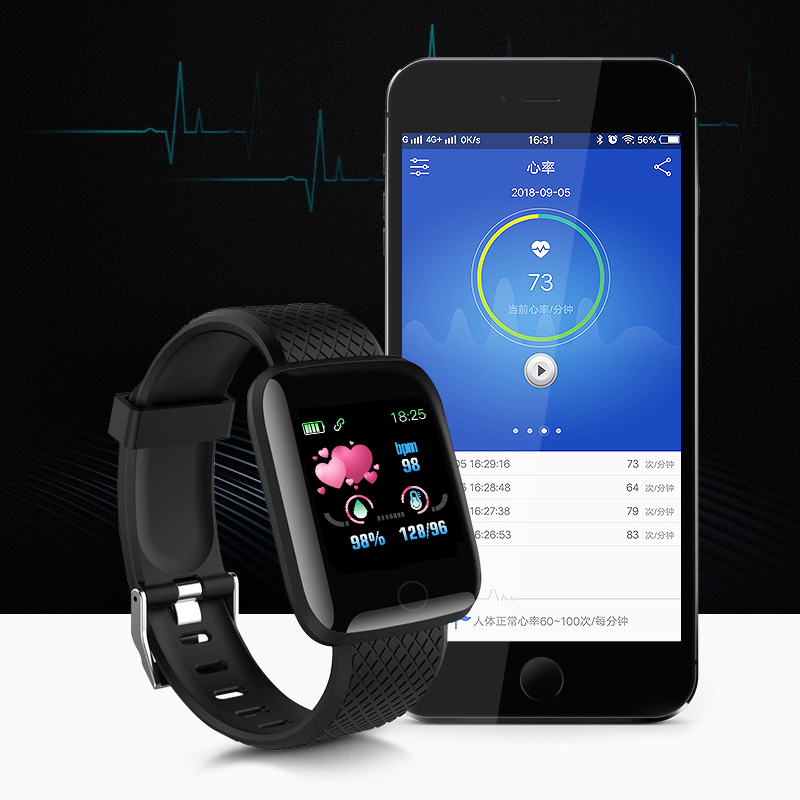 18:25
bpm
98
98% 128/96
G 4G+ 0K/s 16:31 56%
心率
2018-09-05
73
当前心率/分钟
05 16:29:16 73 次/分钟
5 16:28:48 64 次/分钟
16:27:38 79 次/分钟
6:26:53 83 次/分钟
人体正常心率60~100次/每分钟